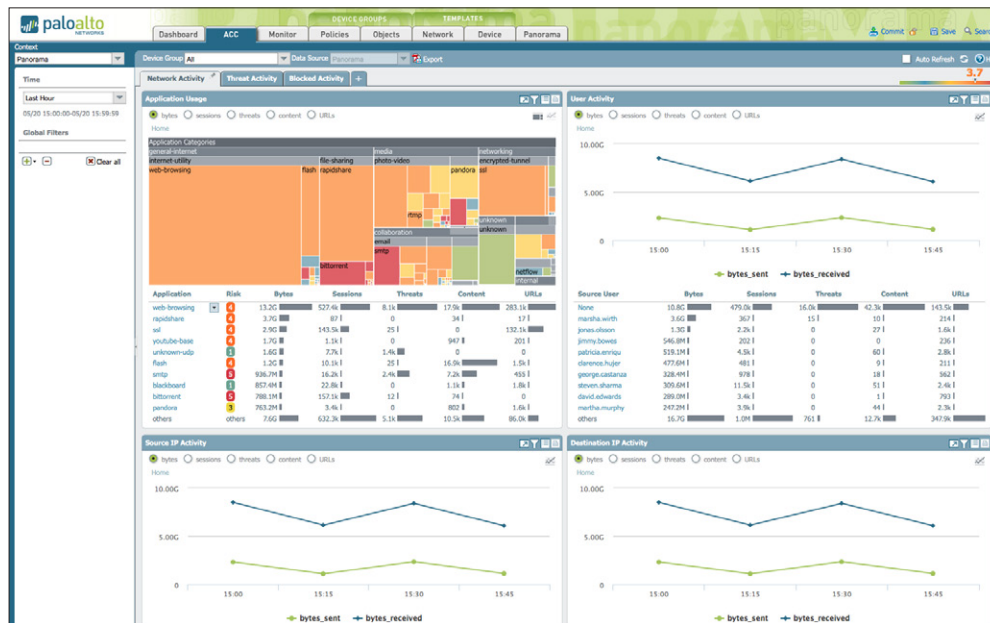 paloalto
NETWORKS
DEVICE GROUPS TEMPLATES
Dashboard ACC Monitor Policies Objects Network Device Panorama
Commit Save Search
Context
Panorama
Device Group All Data Source Panorama Export
Auto Refresh
3.7
Time
Last Hour
05/20 15:00:00-05/20 15:59:59
Global Filters
Clear all
Network Activity Threat Activity Blocked Activity +
Application Usage
bytes sessions threats content URLs
Home
Application Categories
general-internet media networking
internet-utility file-sharing photo-video encrypted-tunnel
web-browsing flash rapidshare pandora ssl
rtmp
unknown
collaboration unknown
email
smtp
bittorrent netflow
internal
Application Risk Bytes Sessions Threats Content URLs
web-browsing 4 13.2G 527.4k 8.1k 17.9k 283.1k
rapidshare 4 3.7G 87 0 34 17
ssl 4 2.9G 143.5k 25 0 132.1k
youtube-base 4 1.7G 1.1k 0 947 201
unknown-udp 1 1.6G 7.7k 1.4k 0 0
flash 4 1.2G 10.1k 25 16.9k 1.5k
smtp 5 936.7M 16.2k 2.4k 7.2k 455
blackboard 1 857.4M 22.8k 0 1.1k 1.8k
bittorrent 5 788.1M 157.1k 12 74 0
pandora 3 763.2M 3.4k 0 802 1.6k
others others 7.6G 632.3k 5.1k 10.5k 86.0k
User Activity
bytes sessions threats content URLs
Home
10.00G
5.00G
0
15:00 15:15 15:30 15:45
bytes_sent bytes_received
Source User Bytes Sessions Threats Content URLs
None 10.8G 479.0k 16.0k 42.3k 143.5k
marsha.wirth 3.6G 367 15 10 214
jonas.olsson 1.3G 2.2k 0 27 1.6k
jimmy.bowes 546.8M 202 0 0 236
patricia.enriqu 519.1M 4.5k 0 60 2.8k
clarence.hujer 477.6M 481 0 9 211
george.castanza 328.4M 978 0 18 562
steven.sharma 309.6M 11.5k 0 51 2.4k
david.edwards 289.0M 3.4k 0 1 793
martha.murphy 247.2M 3.9k 0 44 2.3k
others 16.7G 1.0M 761 12.7k 347.9k
Source IP Activity
bytes sessions threats content URLs
Home
10.00G
5.00G
0
15:00 15:15 15:30 15:45
bytes_sent bytes_received
Destination IP Activity
bytes sessions threats content URLs
Home
10.00G
5.00G
0
15:00 15:15 15:30 15:45
bytes_sent bytes_received